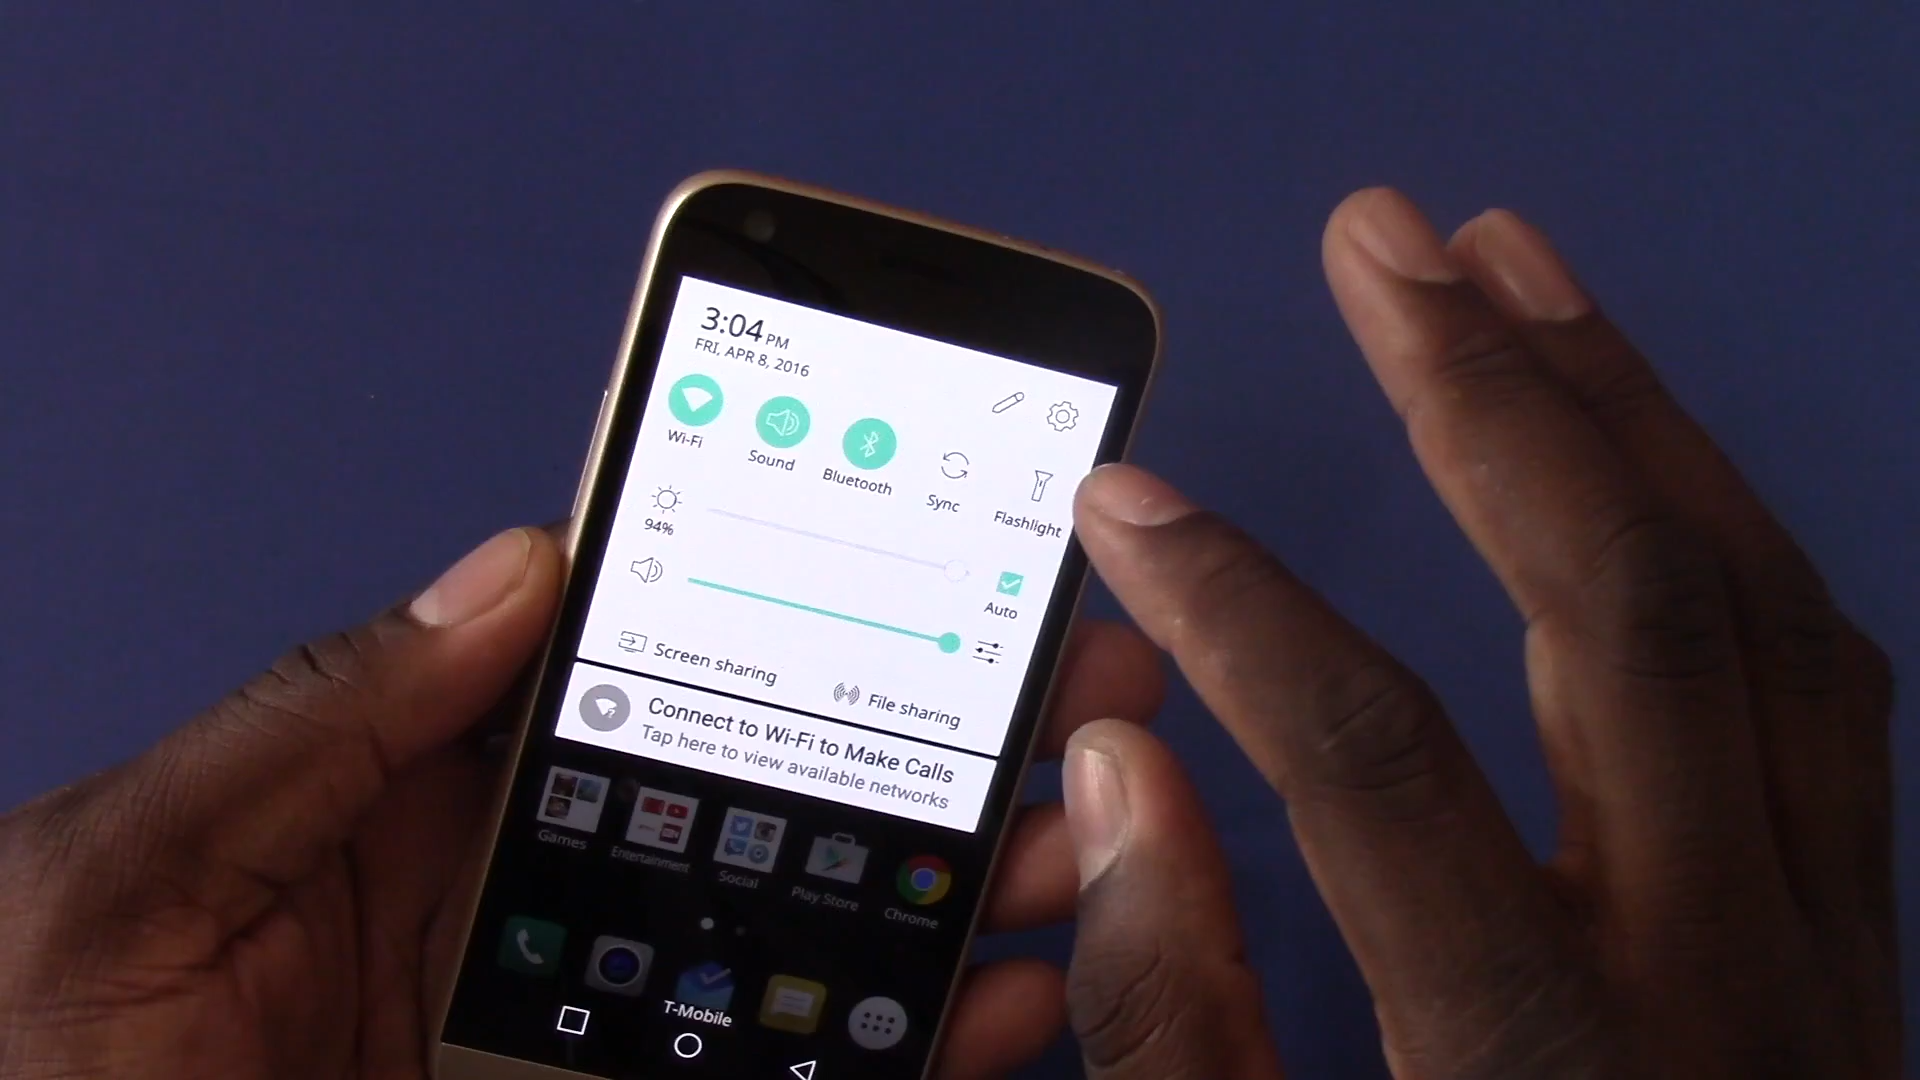 3:04 PM
FRI, APR 8, 2016
Wi-Fi
Sound
Bluetooth
Sync
Flashlight
94%
Auto
Screen sharing
File sharing
Connect to Wi-Fi to Make Calls
Tap here to view available networks
Games
Entertainment
Social
Play Store
Chrome
T-Mobile